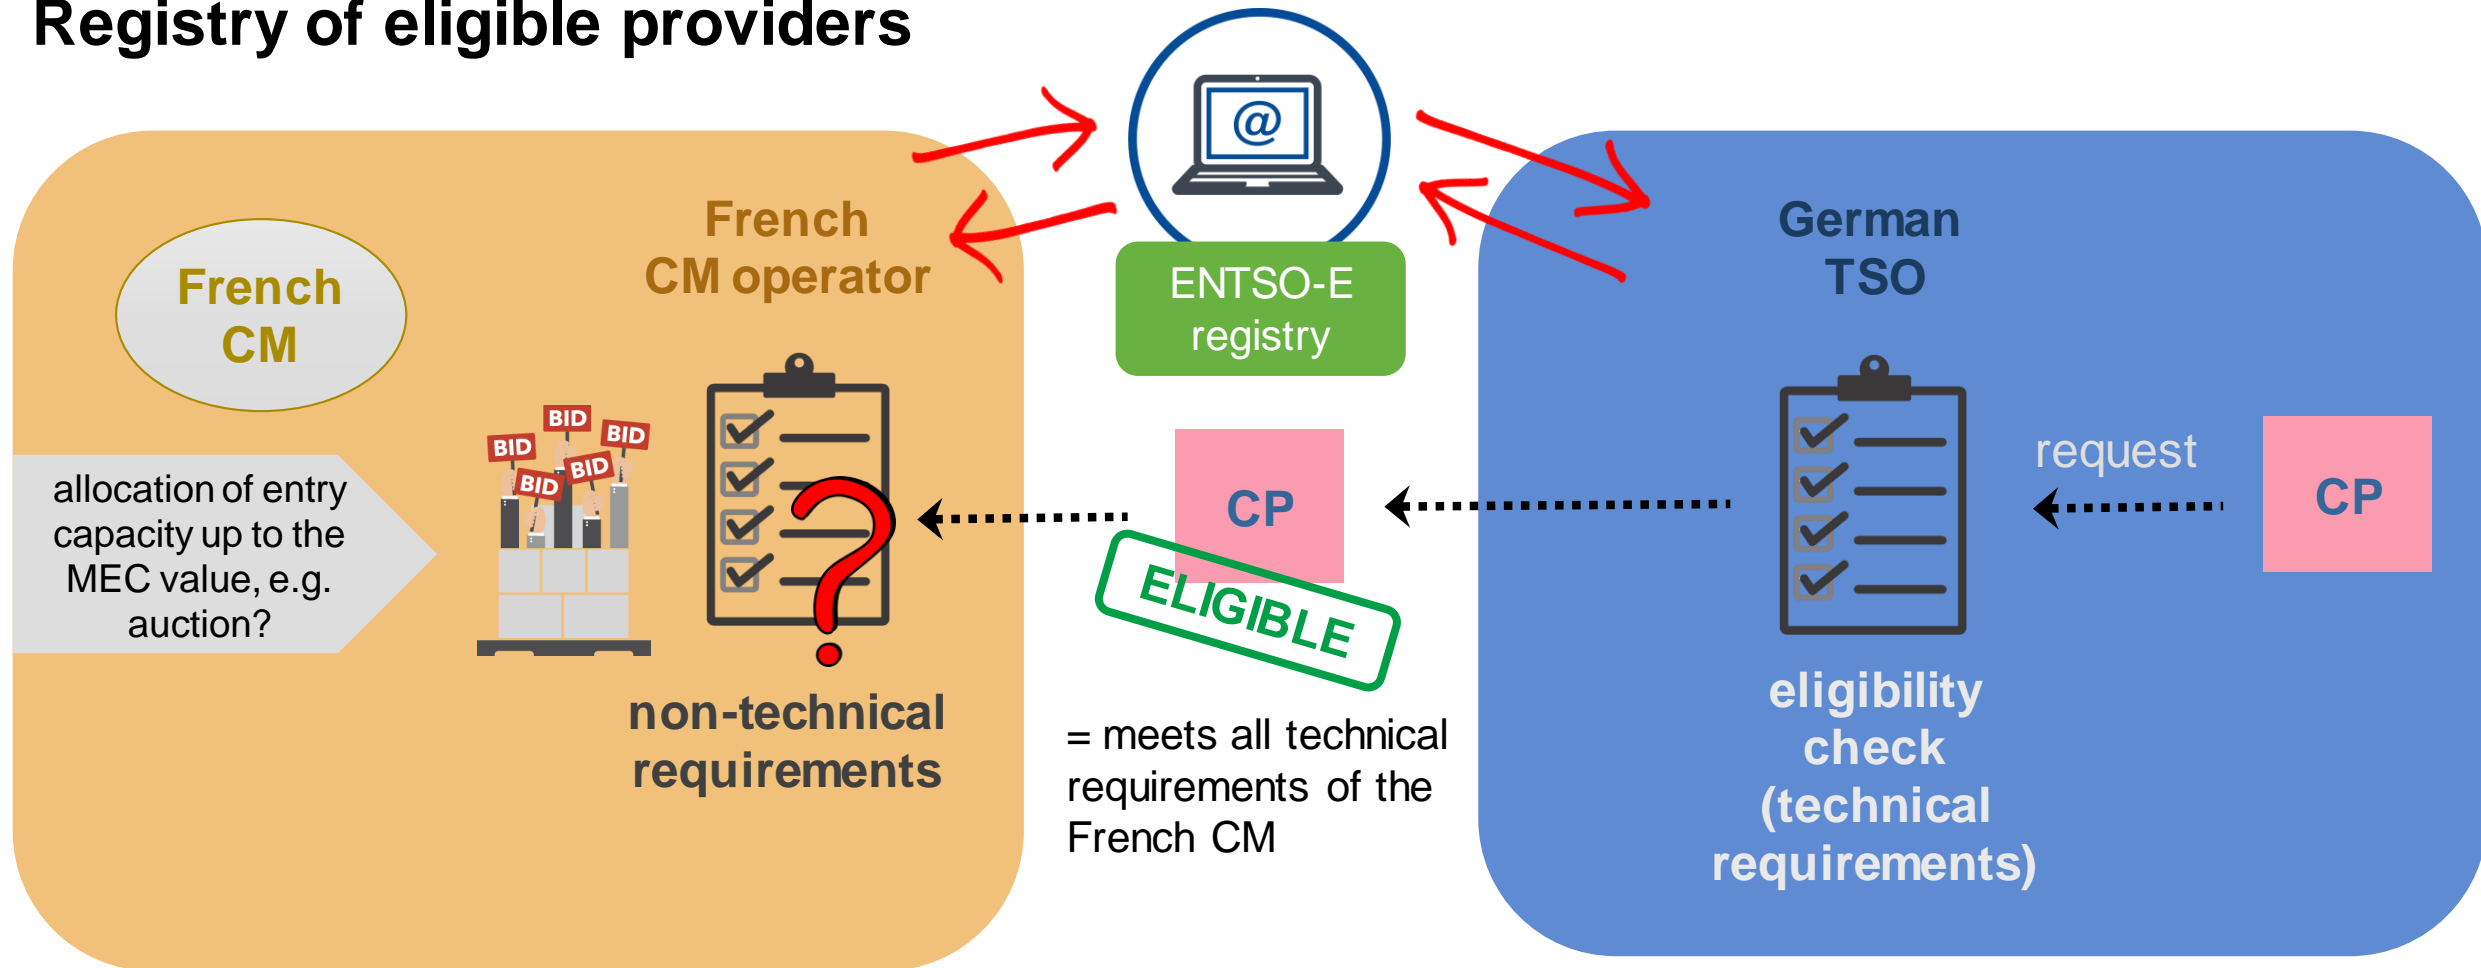 Registry of eligible providers
@
French
CM operator
German
TSO
French
CM
ENTSO-E
registry
BID
BID
BID
BID
BID
allocation of entry
capacity up to the
MEC value, e.g.
auction?
request
CP
CP
?
ELIGIBLE
non-technical
requirements
= meets all technical
requirements of the
French CM
eligibility
check
(technical
requirements)